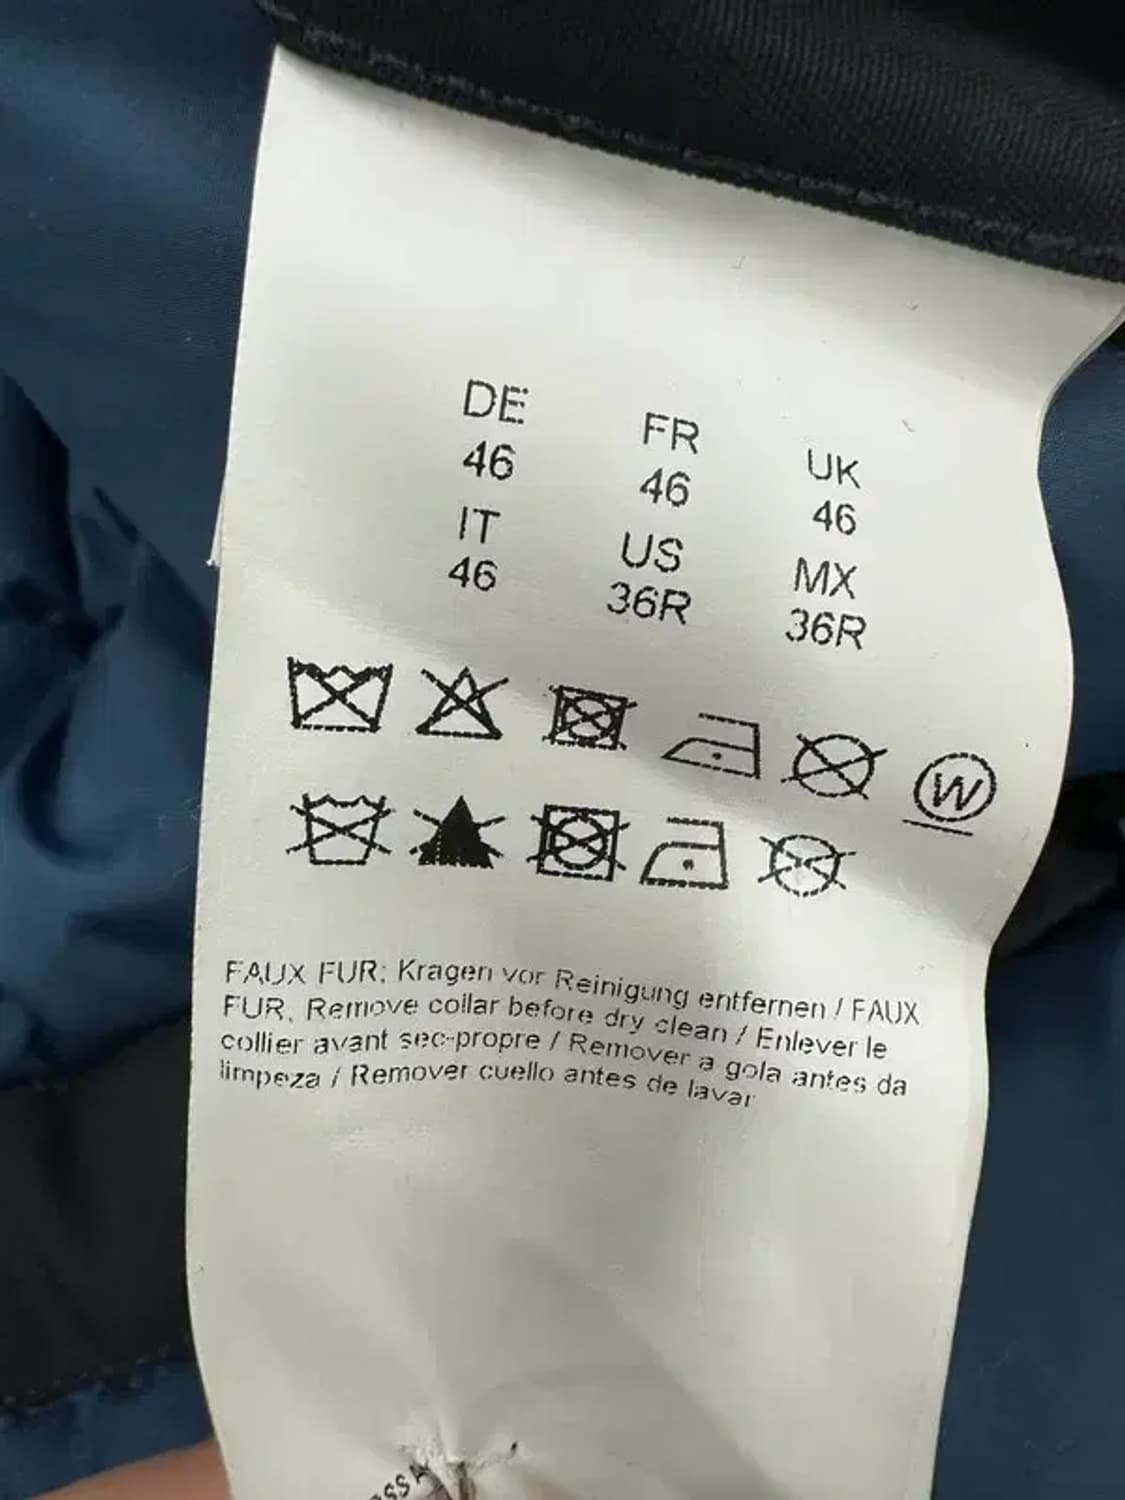 DE FR UK
46 46 46
IT US MX
46 36R 36R
W
FAUX FUR: Kragen vor Reinigung entfernen / FAUX
FUR. Remove collar before dry clean / Enlever le
collier avant sec-propre / Remover a gola antes da
limpeza / Remover cuello antes de lavar